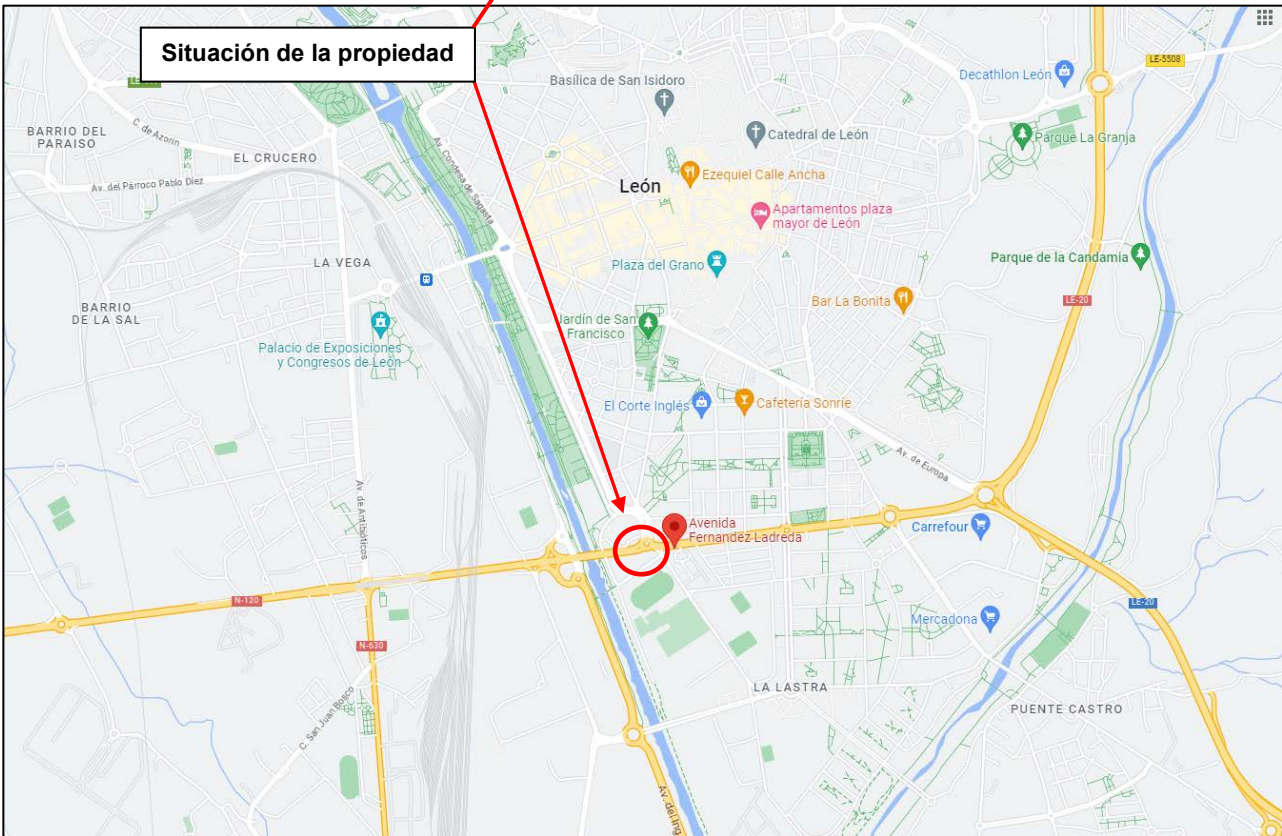 Situación de la propiedad
LE-5508
Decathlon León
Basílica de San Isidoro
BARRIO DEL
PARAISO
C. de Azorín
Catedral de León
Parque La Granja
EL CRUCERO
Av. Condesa de Sagasta
Av. del Párroco Pablo Díez
León
Ezequiel Calle Ancha
Apartamentos plaza
mayor de León
LA VEGA
Plaza del Grano
Parque de la Candamia
BARRIO
DE LA SAL
Bar La Bonita
LE-20
Jardín de San
Francisco
Palacio de Exposiciones
y Congresos de León
El Corte Inglés
Cafetería Sonríe
Av. de Europa
Av. de Antibióticos
Avenida
Fernández Ladreda
Carrefour
N-120
LE-20
Mercadona
N-630
LA LASTRA
PUENTE CASTRO
C. San Juan Bosco
Av. del Ing